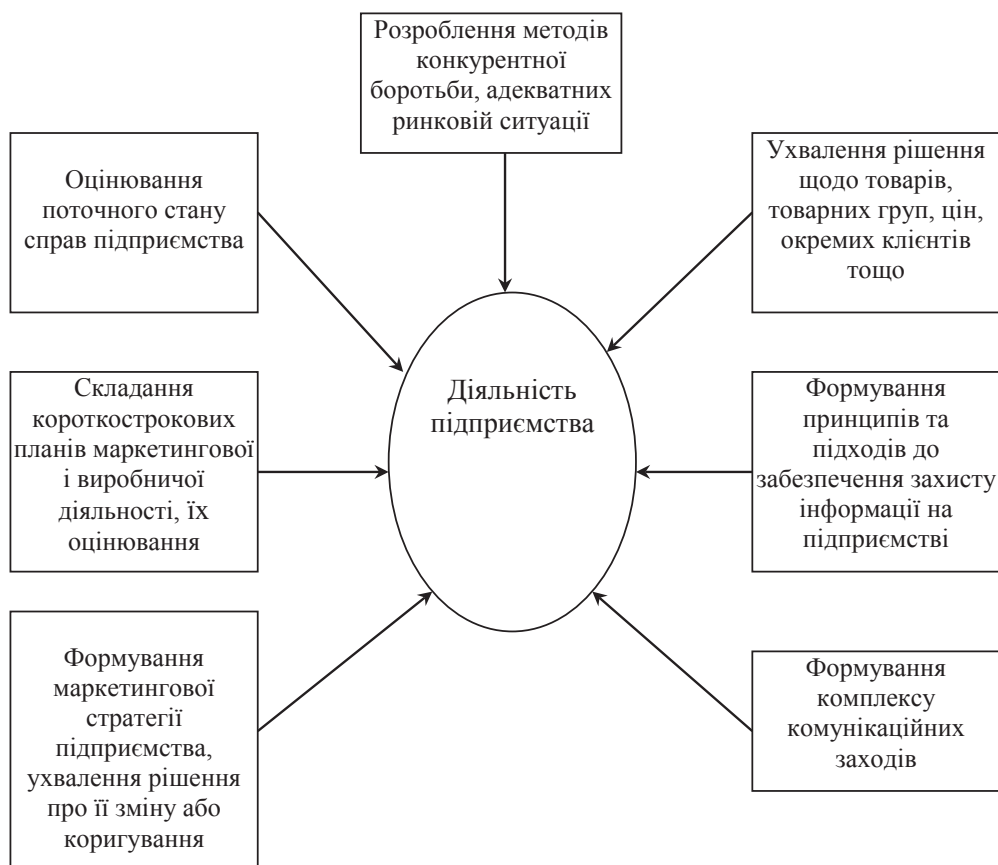 Розроблення методів
конкурентної
боротьби, адекватних
ринковій ситуації
Оцінювання
поточного стану
справ підприємства
Ухвалення рішення
щодо товарів,
товарних груп, цін,
окремих клієнтів
тощо
Діяльність
підприємства
Складання
короткострокових
планів маркетингової
і виробничої
діяльності, їх
оцінювання
Формування
принципів та
підходів до
забезпечення захисту
інформації на
підприємстві
Формування
маркетингової
стратегії
підприємства,
ухвалення рішення
про її зміну або
коригування
Формування
комплексу
комунікаційних
заходів